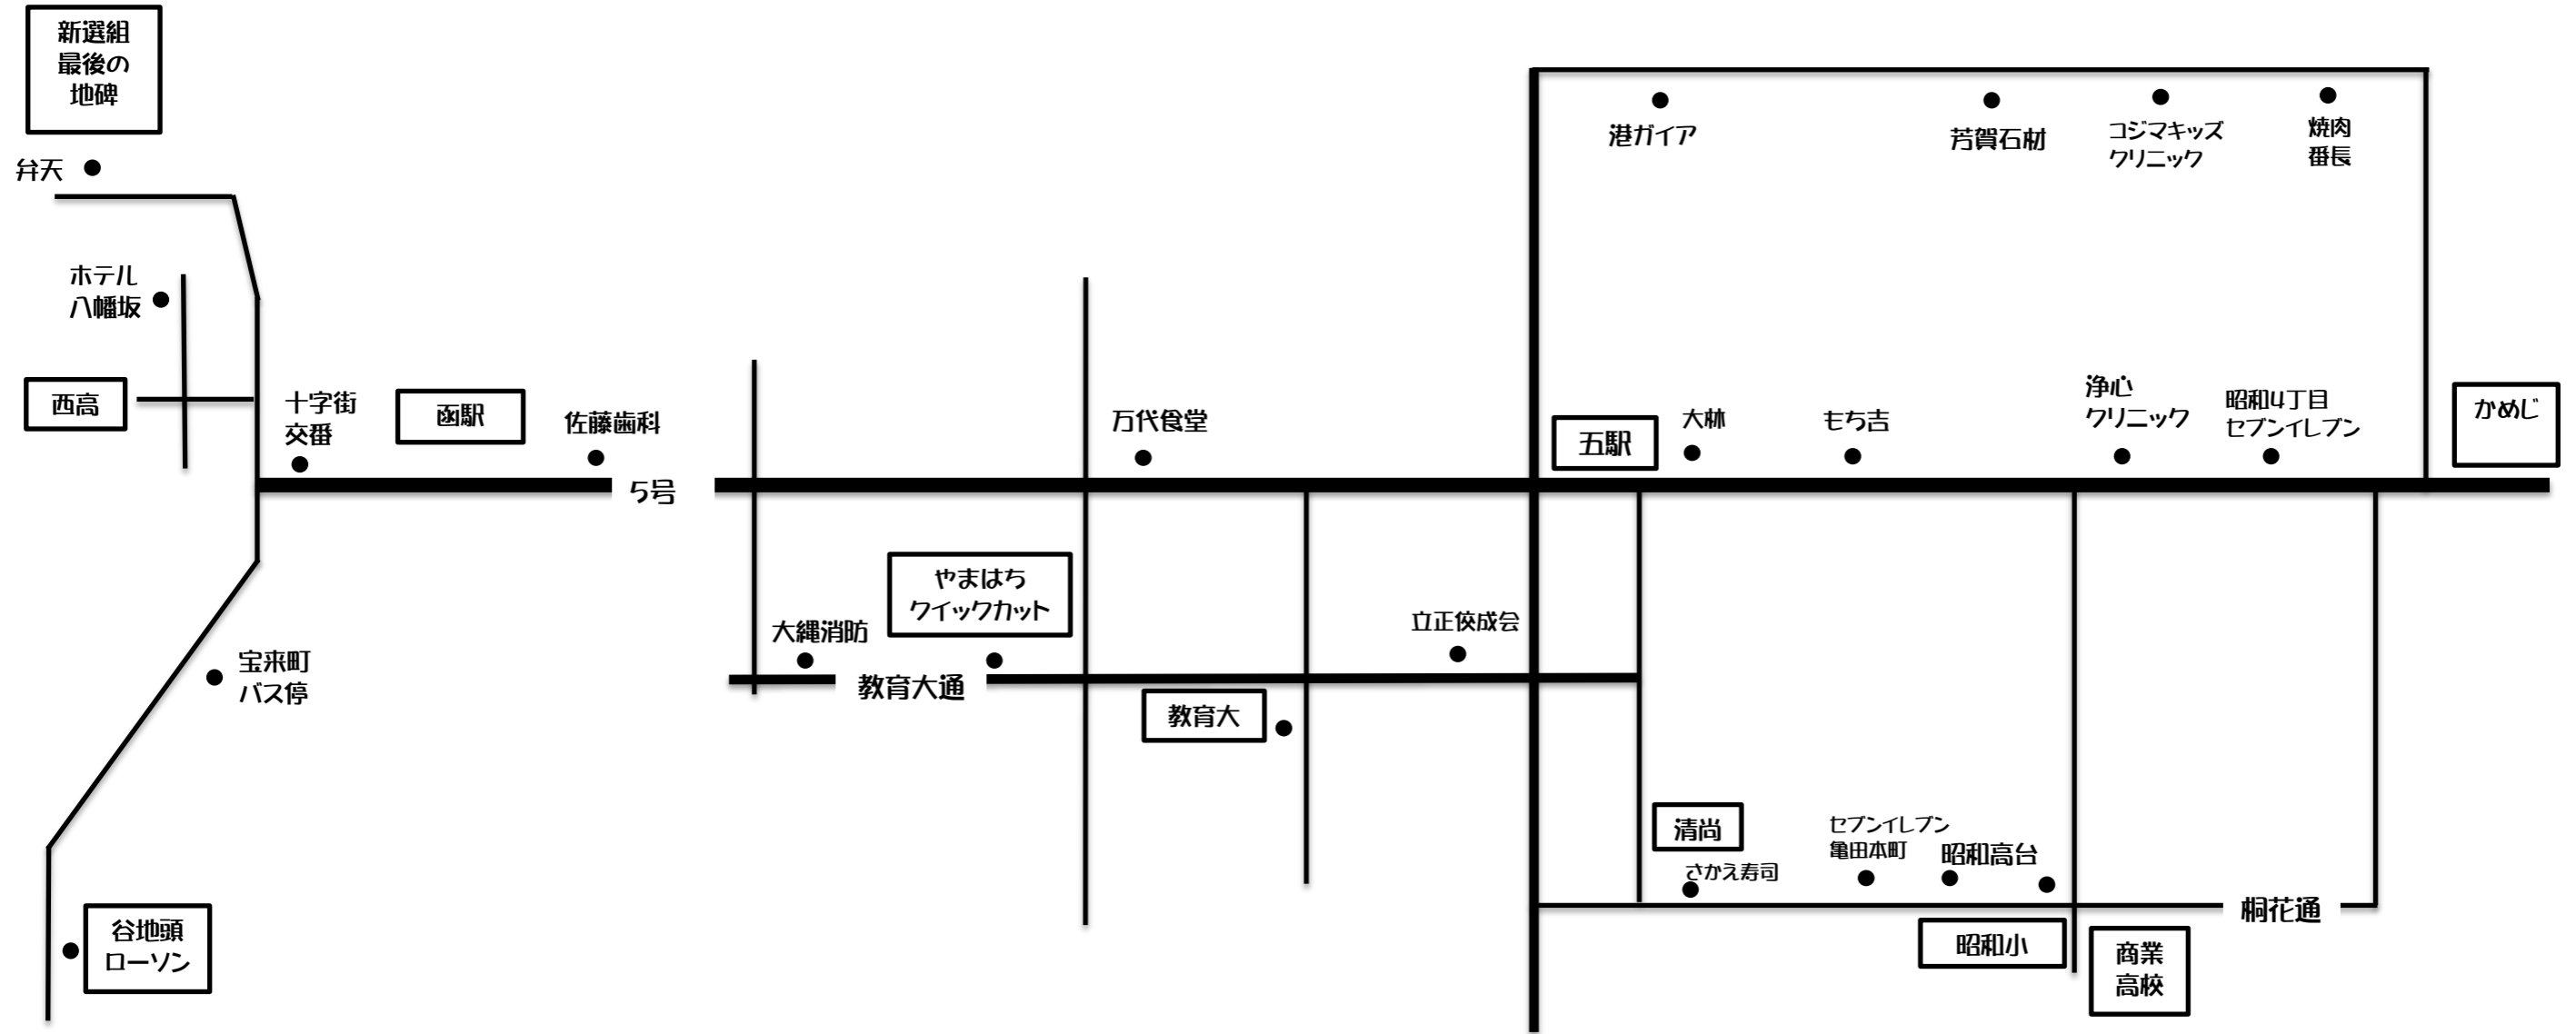 新選組
最後の
地碑
弁天
港ガイア
芳賀石材
コジマキッズ
クリニック
焼肉
番長
ホテル
八幡坂
西高
十字街
交番
函駅
佐藤歯科
5号
万代食堂
五駅
大林
もち吉
浄心
クリニック
昭和4丁目
セブンイレブン
かめじ
やまはち
クイックカット
大縄消防
立正佼成会
宝来町
バス停
教育大通
教育大
清尚
さかえ寿司
セブンイレブン
亀田本町
昭和高台
桐花通
谷地頭
ローソン
昭和小
商業
高校